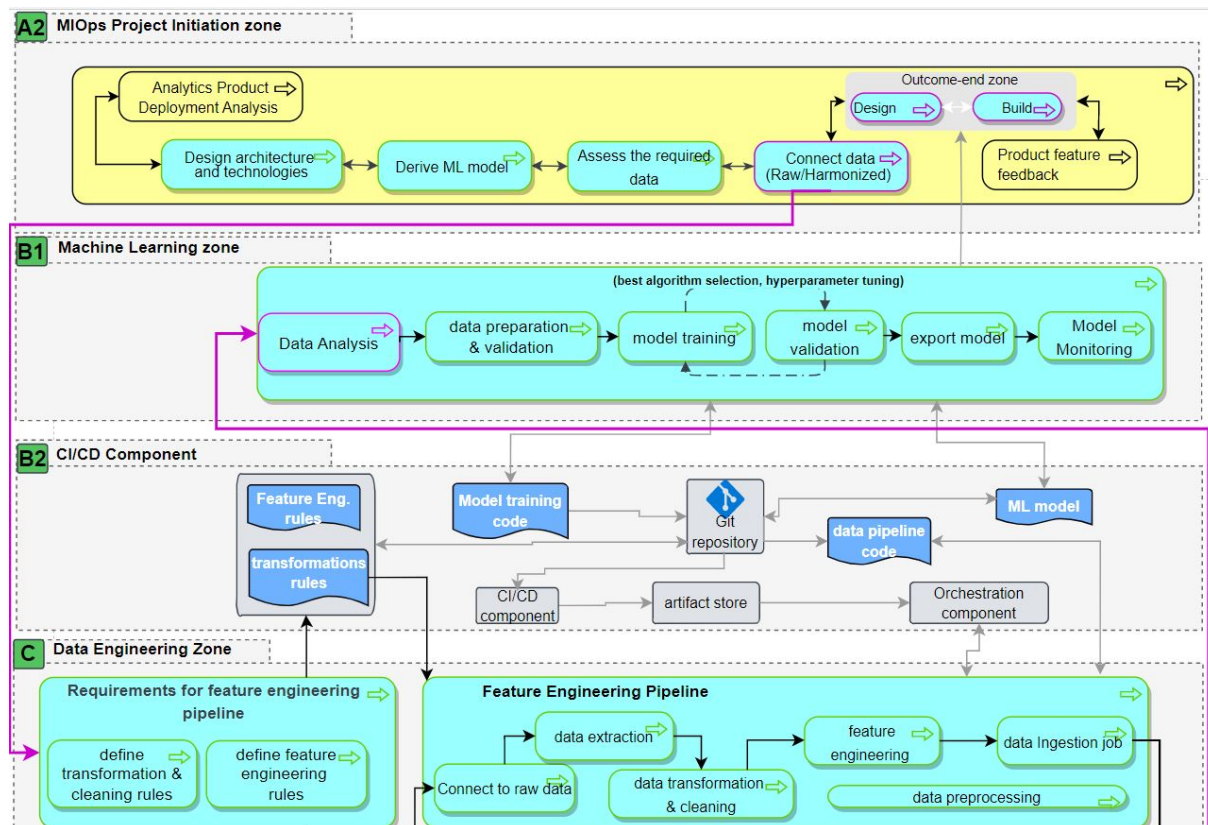 A2 MIOps Project Initiation zone
Analytics Product
Deployment Analysis
Outcome-end zone
Design
Build
Design architecture
and technologies
Derive ML model
Assess the required
data
Connect data
(Raw/Harmonized)
Product feature
feedback
B1 Machine Learning zone
(best algorithm selection, hyperparameter tuning)
Data Analysis
data preparation
& validation
model training
model
validation
export model
Model
Monitoring
B2 CI/CD Component
Feature Eng.
rules
transformations
rules
Model training
code
Git
repository
data pipeline
code
ML model
CI/CD
component
artifact store
Orchestration
component
C Data Engineering Zone
Requirements for feature engineering
pipeline
define
transformation &
cleaning rules
define feature
engineering
rules
Feature Engineering Pipeline
data extraction
Connect to raw data
data transformation
& cleaning
feature
engineering
data Ingestion job
data preprocessing